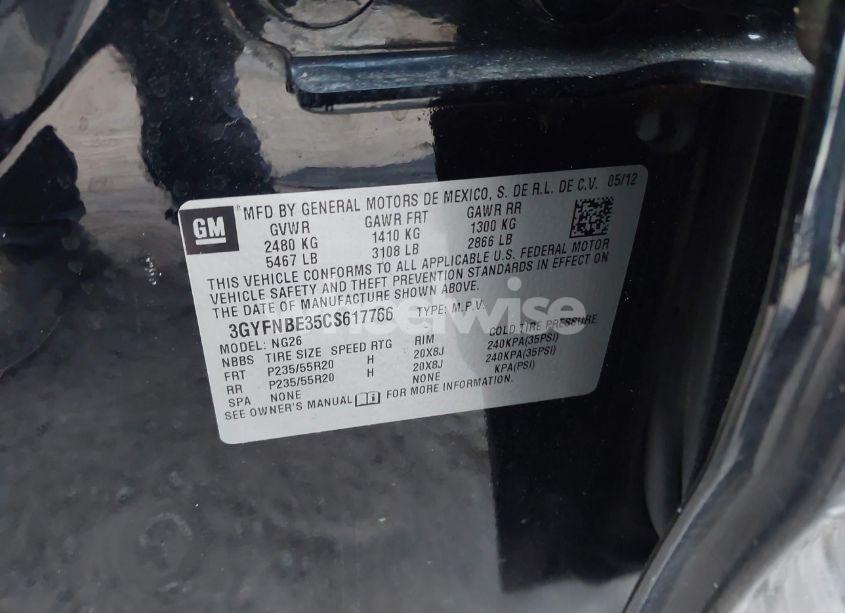 GM
*MFD BY GENERAL MOTORS DE MEXICO, S. DE R.L. DE C.V. 05/12
GVWR GAWR FRT GAWR RR
2480 KG 1410 KG 1300 KG
5467 LB 3108 LB 2866 LB
THIS VEHICLE CONFORMS TO ALL APPLICABLE U.S. FEDERAL MOTOR
VEHICLE SAFETY AND THEFT PREVENTION STANDARDS IN EFFECT ON
THE DATE OF MANUFACTURE SHOWN ABOVE.
3GYFNBE35CS617766 TYPE: M.P.V.
MODEL: NG26
NBBS TIRE SIZE SPEED RTG RIM COLD TIRE PRESSURE
FRT P235/55R20 H 20X8J 240KPA(35PSI)
RR P235/55R20 H 20X8J 240KPA(35PSI)
SPA NONE NONE KPA(PSI)
SEE OWNER'S MANUAL FOR MORE INFORMATION.